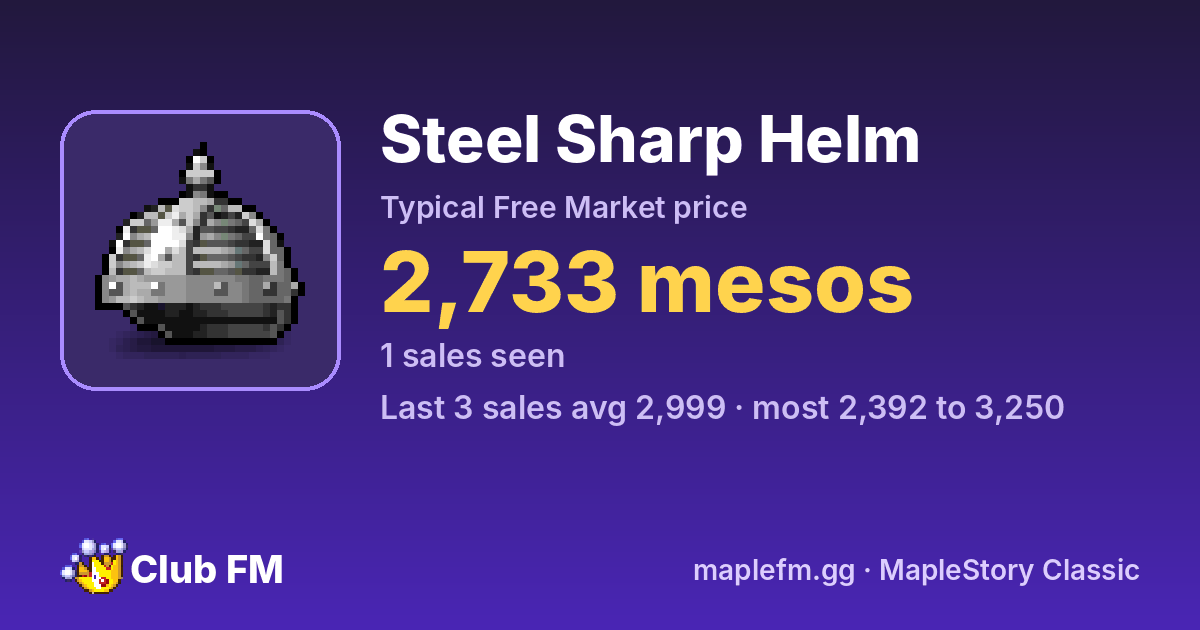 Steel Sharp Helm
Typical Free Market price
2,733 mesos
1 sales seen
Last 3 sales avg 2,999 · most 2,392 to 3,250
Club FM
maplefm.gg · MapleStory Classic